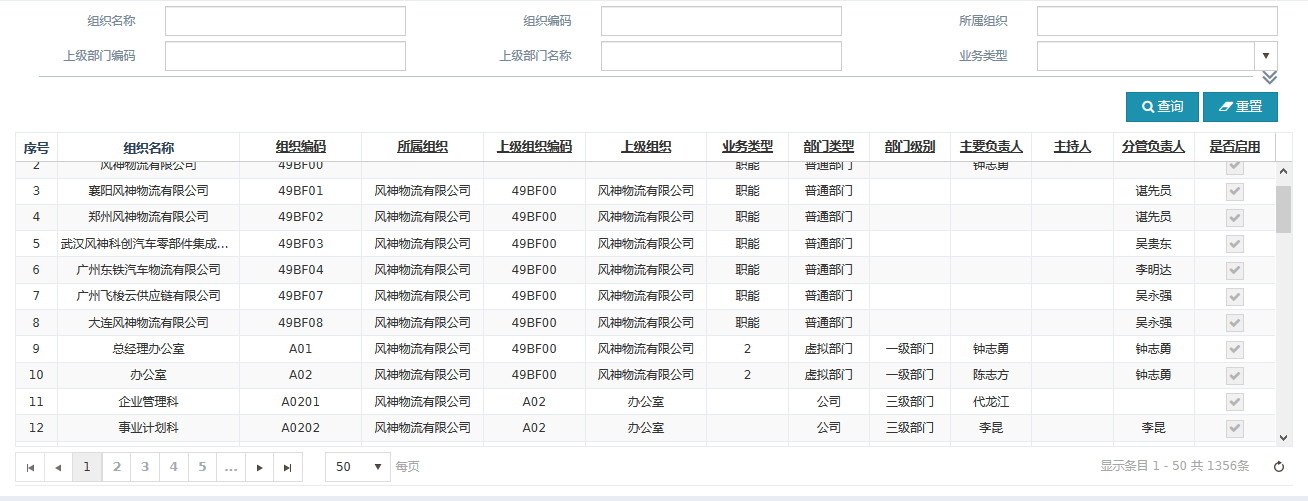 组织名称 组织编码 所属组织
上级部门编码 上级部门名称 业务类型
查询 重置
序号 组织名称 组织编码 所属组织 上级组织编码 上级组织 业务类型 部门类型 部门级别 主要负责人 主持人 分管负责人 是否启用
2 风神物流有限公司 49BF00 职能 普通部门 钟志勇
3 襄阳风神物流有限公司 49BF01 风神物流有限公司 49BF00 风神物流有限公司 职能 普通部门 谌先员
4 郑州风神物流有限公司 49BF02 风神物流有限公司 49BF00 风神物流有限公司 职能 普通部门 谌先员
5 武汉风神科创汽车零部件集成... 49BF03 风神物流有限公司 49BF00 风神物流有限公司 职能 普通部门 吴贵东
6 广州东铁汽车物流有限公司 49BF04 风神物流有限公司 49BF00 风神物流有限公司 职能 普通部门 李明达
7 广州飞梭云供应链有限公司 49BF07 风神物流有限公司 49BF00 风神物流有限公司 职能 普通部门 吴永强
8 大连风神物流有限公司 49BF08 风神物流有限公司 49BF00 风神物流有限公司 职能 普通部门 吴永强
9 总经理办公室 A01 风神物流有限公司 49BF00 风神物流有限公司 2 虚拟部门 一级部门 钟志勇 钟志勇
10 办公室 A02 风神物流有限公司 49BF00 风神物流有限公司 2 虚拟部门 一级部门 陈志方 钟志勇
11 企业管理科 A0201 风神物流有限公司 A02 办公室 公司 三级部门 代龙江
12 事业计划科 A0202 风神物流有限公司 A02 办公室 公司 三级部门 李昆 李昆
1 2 3 4 5 ... 50 每页 显示条目 1 - 50 共 1356条